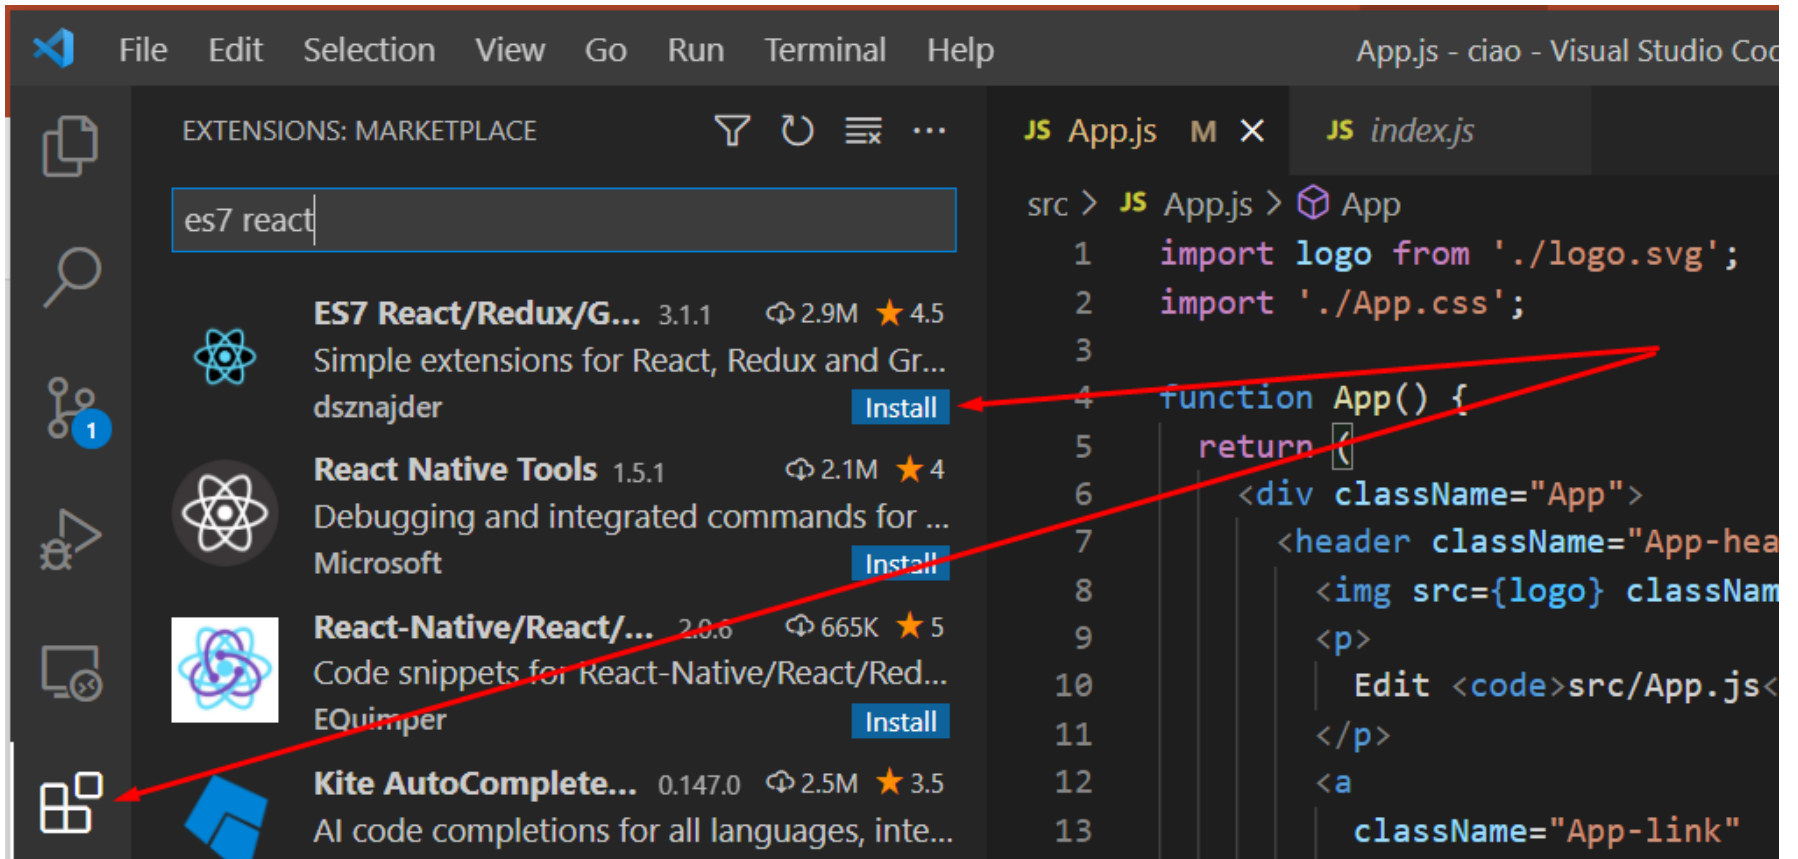 File Edit Selection View Go Run Terminal Help App.js - ciao - Visual Studio Coc
EXTENSIONS: MARKETPLACE
es7 react
ES7 React/Redux/G... 3.1.1 2.9M 4.5
Simple extensions for React, Redux and Gr...
dsznajder Install
React Native Tools 1.5.1 2.1M 4
Debugging and integrated commands for ...
Microsoft Install
React-Native/React/... 2.0.6 665K 5
Code snippets for React-Native/React/Red...
EQuimper Install
Kite AutoComplete... 0.147.0 2.5M 3.5
AI code completions for all languages, inte...
1
JS App.js M JS index.js
src > JS App.js > App
1 import logo from './logo.svg';
2 import './App.css';
3
4 function App() {
5 return (
6 <div className="App">
7 <header className="App-hea
8 <img src={logo} classNam
9 <p>
10 Edit <code>src/App.js<
11 </p>
12 <a
13 className="App-link"